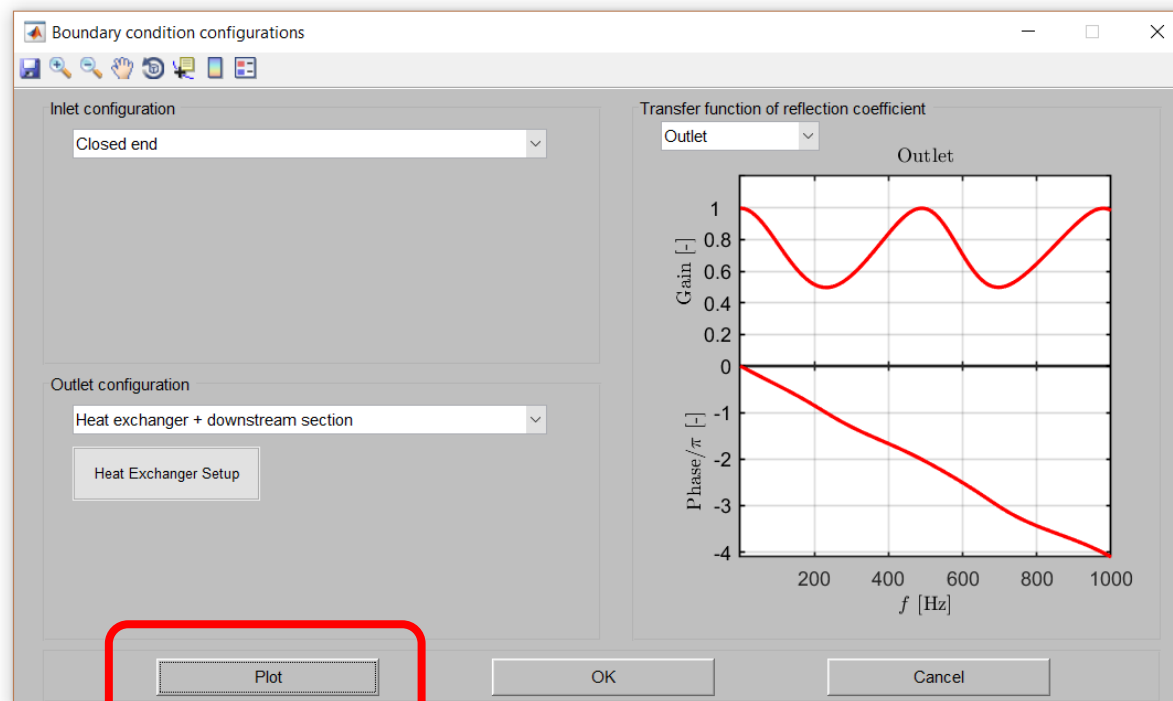 Boundary condition configurations
Inlet configuration
Closed end
Outlet configuration
Heat exchanger + downstream section
Heat Exchanger Setup
Transfer function of reflection coefficient
Outlet
Outlet
Gain [-]
1
0.8
0.6
0.4
0.2
0
Phase/π [-]
-1
-2
-3
-4
200 400 600 800 1000
f [Hz]
Plot OK Cancel